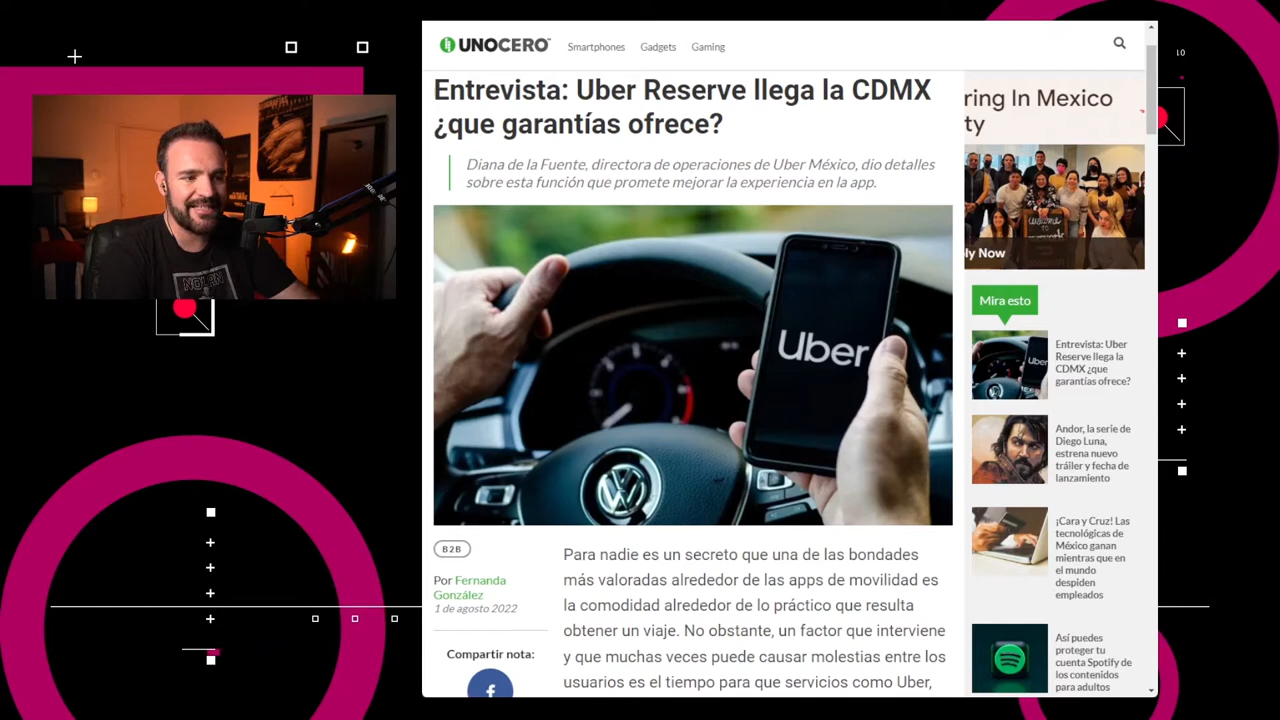 UNOCERO
Smartphones Gadgets Gaming
Entrevista: Uber Reserve llega la CDMX
¿que garantías ofrece?
Diana de la Fuente, directora de operaciones de Uber México, dio detalles
sobre esta función que promete mejorar la experiencia en la app.
Uber
B2B
Por Fernanda
González
1 de agosto 2022
Compartir nota:
Para nadie es un secreto que una de las bondades
más valoradas alrededor de las apps de movilidad es
la comodidad alrededor de lo práctico que resulta
obtener un viaje. No obstante, un factor que interviene
y que muchas veces puede causar molestias entre los
usuarios es el tiempo para que servicios como Uber,
ring In Mexico
ty
ly Now
Mira esto
Entrevista: Uber
Reserve llega la
CDMX ¿que
garantías ofrece?
Andor, la serie de
Diego Luna,
estrena nuevo
tráiler y fecha de
lanzamiento
¡Cara y Cruz! Las
tecnológicas de
México ganan
mientras que en
el mundo
despiden
empleados
Así puedes
proteger tu
cuenta Spotify de
los contenidos
para adultos
NOLAN
01